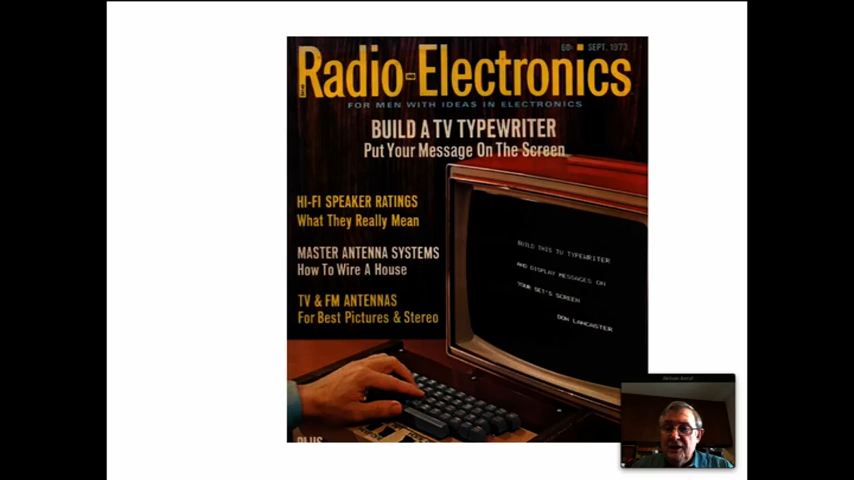 60¢ SEPT. 1973
Radio-Electronics
FOR MEN WITH IDEAS IN ELECTRONICS
BUILD A TV TYPEWRITER
Put Your Message On The Screen
HI-FI SPEAKER RATINGS
What They Really Mean
MASTER ANTENNA SYSTEMS
How To Wire A House
TV & FM ANTENNAS
For Best Pictures & Stereo
BUILD THIS TV TYPEWRITER
AND DISPLAY MESSAGES ON
YOUR SET'S SCREEN
DON LANCASTER
PLUS